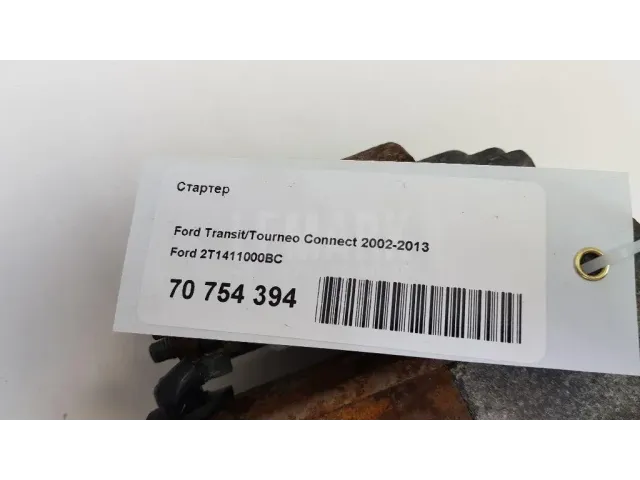 Стартер
Ford Transit/Tourneo Connect 2002-2013
Ford 2T1411000BC
70 754 394